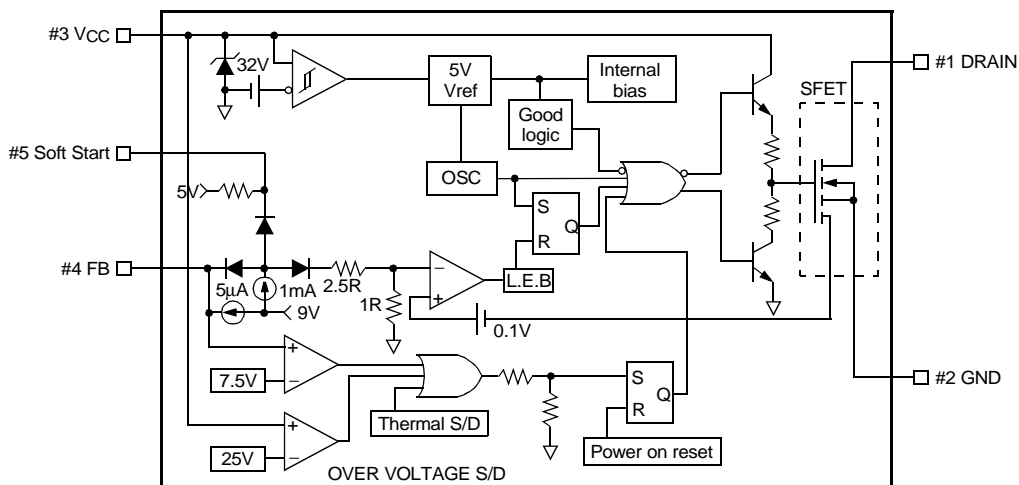 #3 VCC
32V
5V
Vref
Internal
bias
#1 DRAIN
SFET
Good
logic
#5 Soft Start
5V
OSC
S
R
Q
#4 FB
5μA
1mA
9V
2.5R
1R
−
+
L.E.B
0.1V
#2 GND
+
−
7.5V
Thermal S/D
S
R
Q
+
−
25V
Power on reset
OVER VOLTAGE S/D